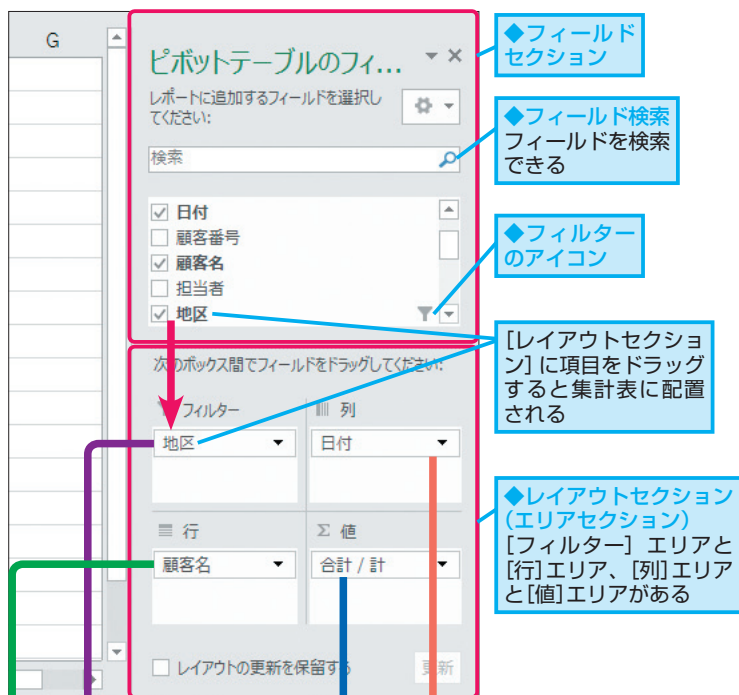 G
ピボットテーブルのフィ...
レポートに追加するフィールドを選択し
てください:
検索
日付
顧客番号
顧客名
担当者
地区
次のボックス間でフィールドをドラッグしてください:
フィルター
列
地区
日付
行
Σ 値
顧客名
合計 / 計
レイアウトの更新を保留する
更新
◆フィールド
セクション
◆フィールド検索
フィールドを検索
できる
◆フィルター
のアイコン
[レイアウトセクショ
ン]に項目をドラッグ
すると集計表に配置
される
◆レイアウトセクション
(エリアセクション)
[フィルター] エリアと
[行]エリア、[列]エリア
と[値]エリアがある